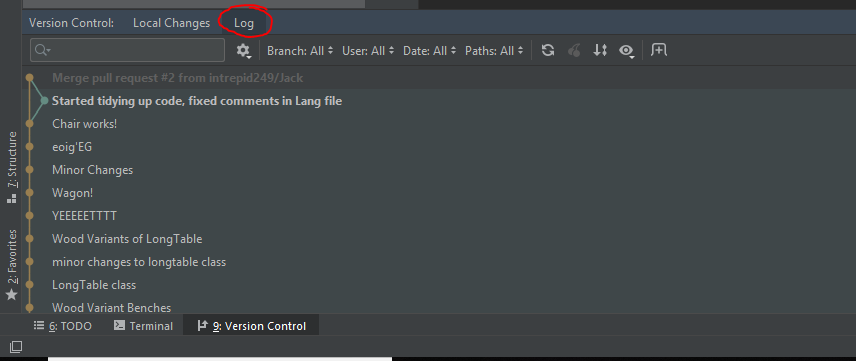 Version Control: Local Changes Log
Branch: All User: All Date: All Paths: All
Merge pull request #2 from intrepid249/Jack
Started tidying up code, fixed comments in Lang file
Chair works!
eoig'EG
Minor Changes
Wagon!
YEEEEETTTT
Wood Variants of LongTable
minor changes to longtable class
LongTable class
Wood Variant Benches
7: Structure
2: Favorites
6: TODO Terminal 9: Version Control